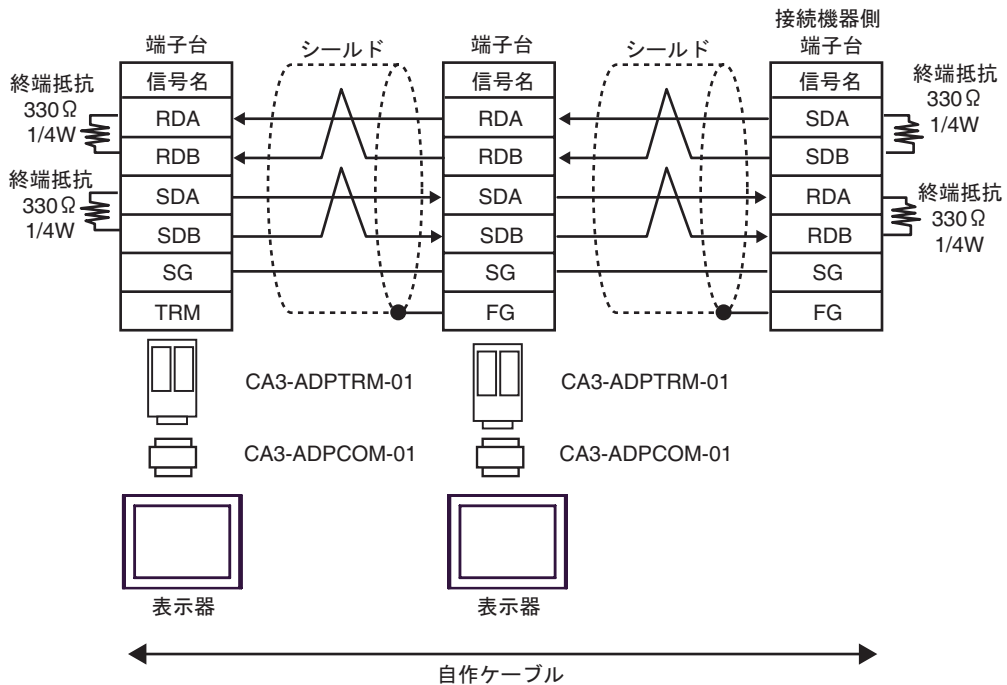 接続機器側
端子台
シールド
端子台
シールド
端子台
終端抵抗
330Ω
1/4W
終端抵抗
330Ω
1/4W
信号名
RDA
RDB
SDA
SDB
SG
TRM
信号名
RDA
RDB
SDA
SDB
SG
FG
信号名
SDA
SDB
RDA
RDB
SG
FG
終端抵抗
330Ω
1/4W
終端抵抗
330Ω
1/4W
CA3-ADPTRM-01
CA3-ADPTRM-01
CA3-ADPCOM-01
CA3-ADPCOM-01
表示器
表示器
自作ケーブル